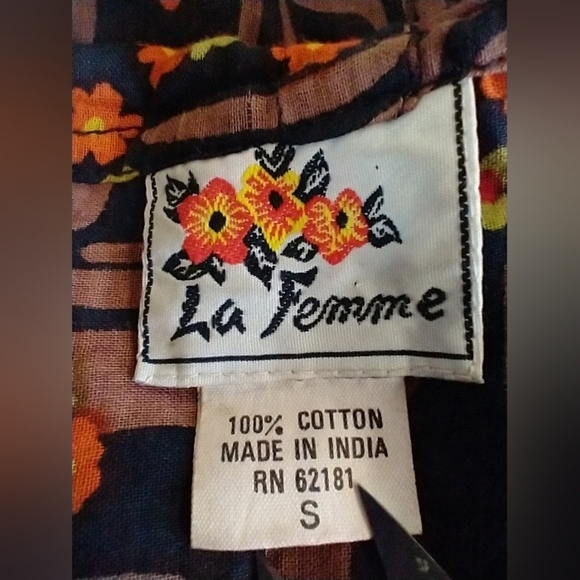 La Femme
100% COTTON
MADE IN INDIA
RN 62181
S